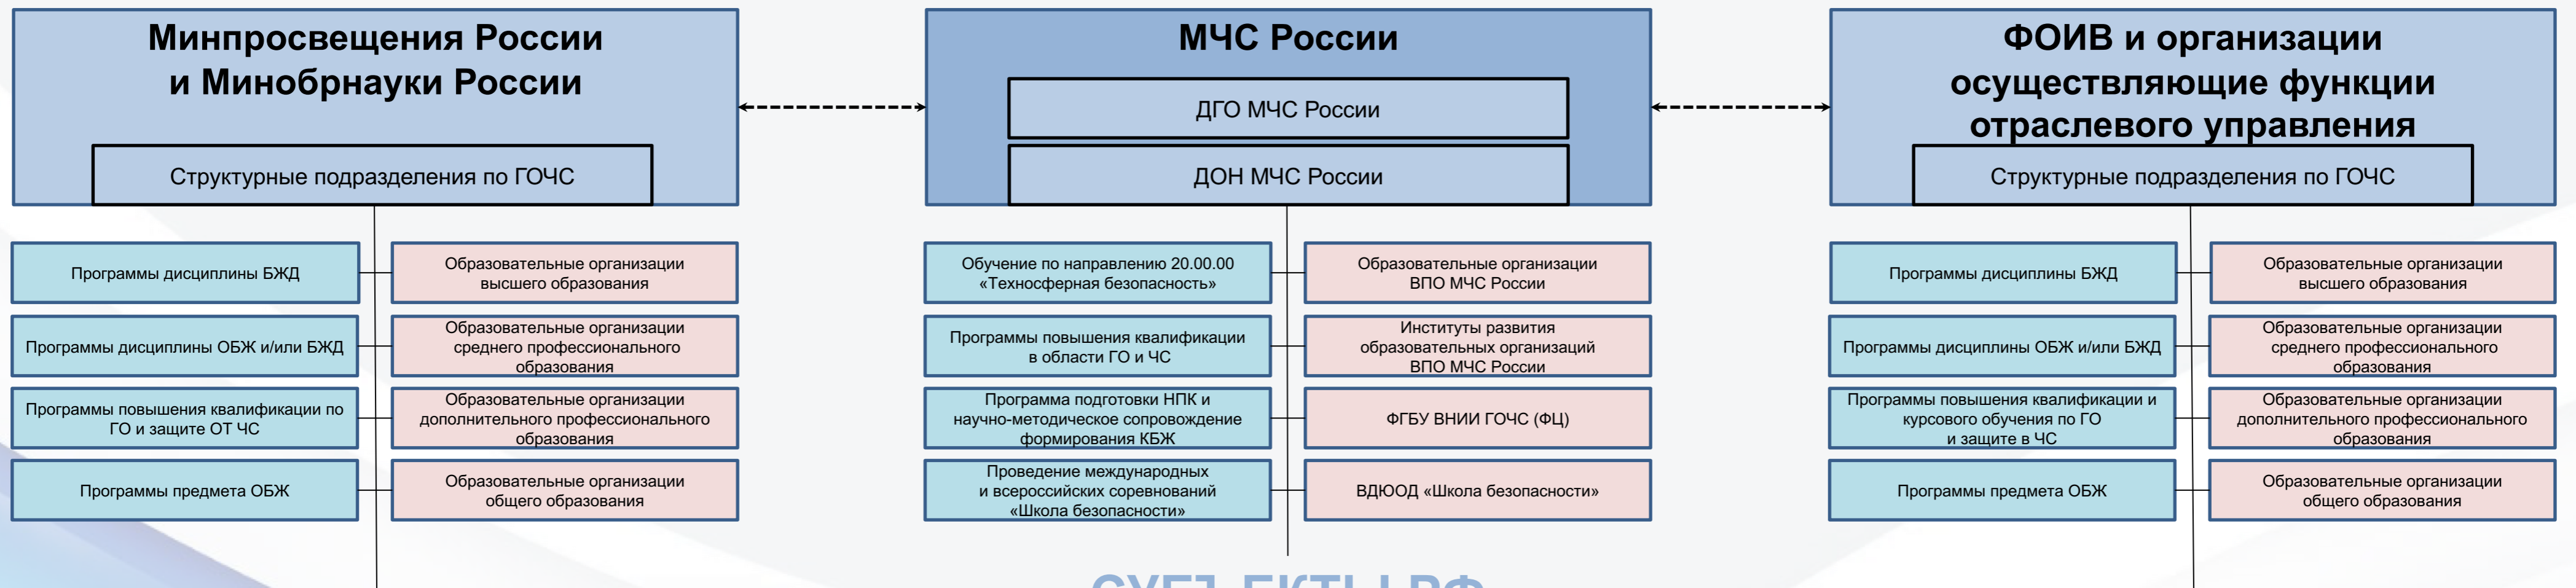 Минпросвещения России
и Минобрнауки России
Структурные подразделения по ГОЧС
Программы дисциплины БЖД
Образовательные организации
высшего образования
Программы дисциплины ОБЖ и/или БЖД
Образовательные организации
среднего профессионального
образования
Программы повышения квалификации по
ГО и защите ОТ ЧС
Образовательные организации
дополнительного профессионального
образования
Программы предмета ОБЖ
Образовательные организации
общего образования
МЧС России
ДГО МЧС России
ДОН МЧС России
Обучение по направлению 20.00.00
«Техносферная безопасность»
Образовательные организации
ВПО МЧС России
Программы повышения квалификации
в области ГО и ЧС
Институты развития
образовательных организаций
ВПО МЧС России
Программа подготовки НПК и
научно-методическое сопровождение
формирования КБЖ
ФГБУ ВНИИ ГОЧС (ФЦ)
Проведение международных
и всероссийских соревнований
«Школа безопасности»
ВДЮОД «Школа безопасности»
ФОИВ и организации
осуществляющие функции
отраслевого управления
Структурные подразделения по ГОЧС
Программы дисциплины БЖД
Образовательные организации
высшего образования
Программы дисциплины ОБЖ и/или БЖД
Образовательные организации
среднего профессионального
образования
Программы повышения квалификации и
курсового обучения по ГО
и защите в ЧС
Образовательные организации
дополнительного профессионального
образования
Программы предмета ОБЖ
Образовательные организации
общего образования
СУБЪЕКТЫ РФ